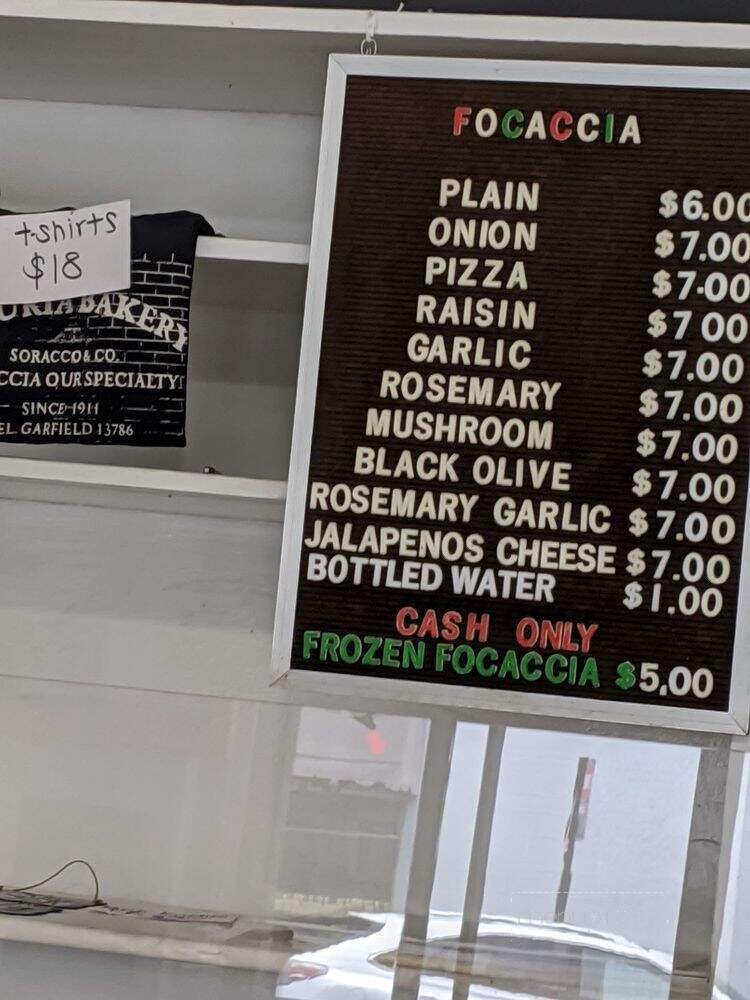 t-shirts
$18
BAKERY
SORACCO & CO.
OUR SPECIALTY
SINCE 1911
GARFIELD 13786
FOCACCIA
PLAIN $6.00
ONION $7.00
PIZZA $7.00
RAISIN $7 00
GARLIC $7.00
ROSEMARY $7.00
MUSHROOM $7.00
BLACK OLIVE $7.00
ROSEMARY GARLIC $7.00
JALAPENOS CHEESE $7.00
BOTTLED WATER $1.00
CASH ONLY
FROZEN FOCACCIA $5.00